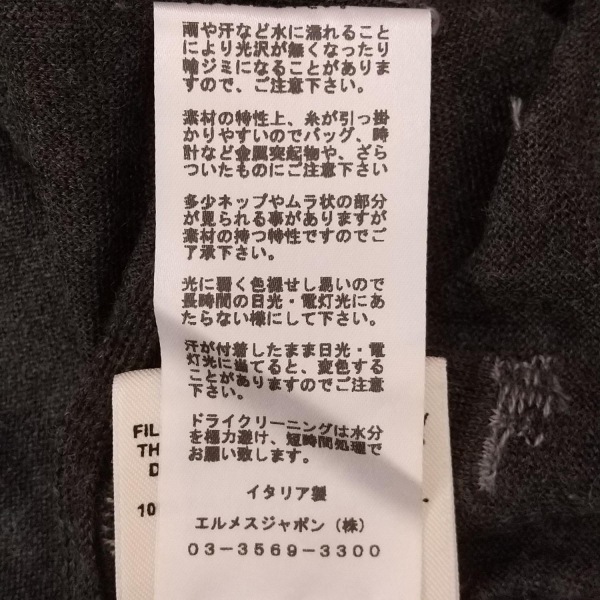 雨や汗など水に濡れること
により光沢が無くなったり
輪ジミになることがありま
すので、ご注意下さい。
素材の特性上、糸が引っ掛
かりやすいのでバッグ、時
計など金属突起物や、ざら
ついたものにご注意下さい
多少ネップやムラ状の部分
が見られる事がありますが
素材の持つ特性ですのでご
了承下さい。
光に弱く色褪せし易いので
長時間の日光・電灯光にあ
たらない様にして下さい。
汗が付着したまま日光・電
灯光に当てると、変色する
ことがありますのでご注意
下さい。
ドライクリーニングは水分
を極力避け、短時間処理で
お願い致します。
イタリア製
エルメスジャポン（株）
03-3569-3300
FIL
TH
D
10